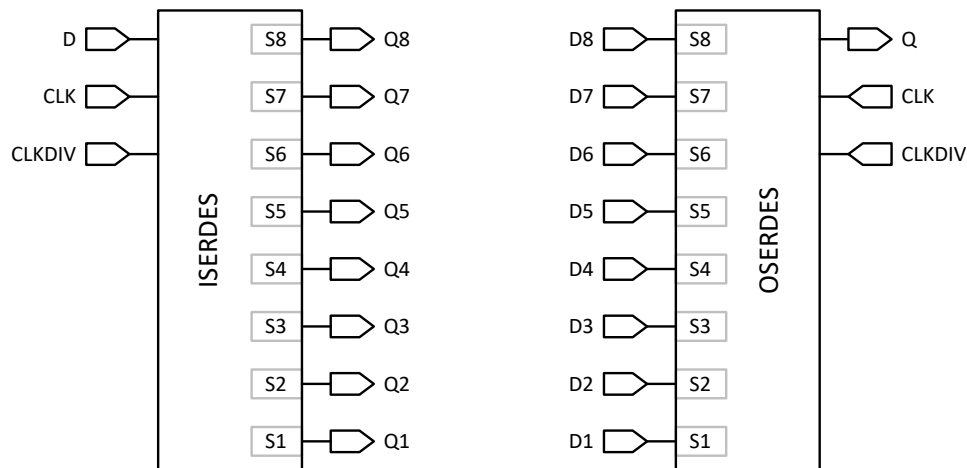 D S8 Q8 D8 S8 Q
CLK S7 Q7 D7 S7 CLK
CLKDIV S6 Q6 D6 S6 CLKDIV
S5 Q5 D5 S5
ISERDES OSERDES
S4 Q4 D4 S4
S3 Q3 D3 S3
S2 Q2 D2 S2
S1 Q1 D1 S1